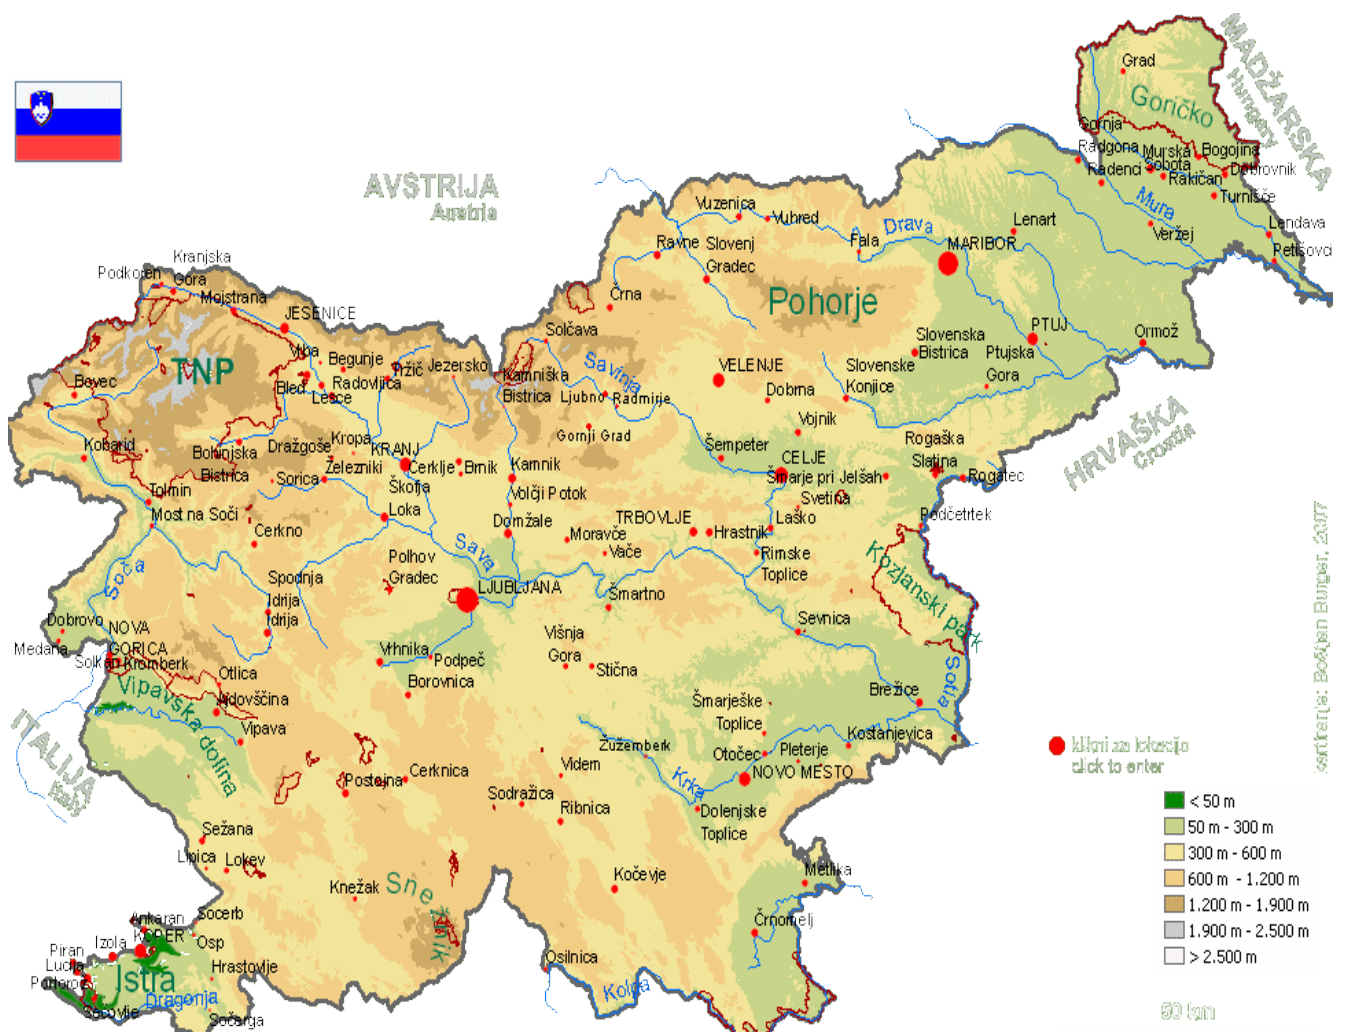 Grad
MADŽARSKA
Hungary
Goričko
Gornja
Radgona
Murska
Sobota
Bogojina
Radenci
Rakičan
Dobrovnik
Turnišče
AVSTRIJA
Austria
Mura
Vuzenica
Vuhred
Drava
Lenart
Veržej
Lendava
Fala
MARIBOR
Petišovci
Ravne
Slovenj
Gradec
Kranjska
Gora
Podkoren
Mojstrana
Črna
Pohorje
JESENICE
Solčava
PTUJ
Ormož
Slovenska
Bistrica
Vrba
Begunje
Tržič
Jezersko
TNP
Savinja
VELENJE
Slovenske
Konjice
Ptujska
Gora
Bovec
Bled
Radovljica
Lesce
Kamniška
Bistrica
Ljubno
Radmirje
Dobrna
Vojnik
HRVAŠKA
Croatia
Kobarid
Bohinjska
Bistrica
Dražgoše
Kropa
KRANJ
Gornji Grad
Šempeter
Rogaška
Slatina
Železniki
Cerklje
Brnik
Kamnik
CELJE
Šmarje pri Jelšah
Rogatec
Sorica
Škofja
Loka
Volčji Potok
Svetina
Tolmin
Most na Soči
Domžale
TRBOVLJE
Hrastnik
Laško
Podčetrtek
Cerkno
Sava
Moravče
Vače
Rimske
Toplice
Kozjanski park
Soča
Polhov
Gradec
Spodnja
Idrija
LJUBLJANA
Idrija
Šmartno
Sevnica
Dobrovo
Medana
NOVA
GORICA
Solkan
Kromberk
Višnja
Gora
Stična
Vrhnika
Podpeč
Sotla
Otlica
Borovnica
Brežice
Vipavska dolina
Ajdovščina
Šmarješke
Toplice
Kostanjevica
Vipava
ITALIJA
Italy
Žužemberk
Otočec
Pleterje
klikni za lokacijo
click to enter
Postojna
Cerknica
Videm
Krka
NOVO MESTO
Sodražica
Ribnica
Dolenjske
Toplice
< 50 m
50 m - 300 m
300 m - 600 m
600 m - 1.200 m
1.200 m - 1.900 m
1.900 m - 2.500 m
> 2.500 m
Sežana
Lipica
Lokev
Kočevje
Metlika
Knežak
Snežnik
Črnomelj
Ankaran
Socerb
KOPER
Izola
Osp
Piran
Lucija
Portorož
Istra
Hrastovlje
Osilnica
Kolpa
Sečovlje
Dragonja
Sočerga
50 km
kartiranje: Boštjan Burger, 2007